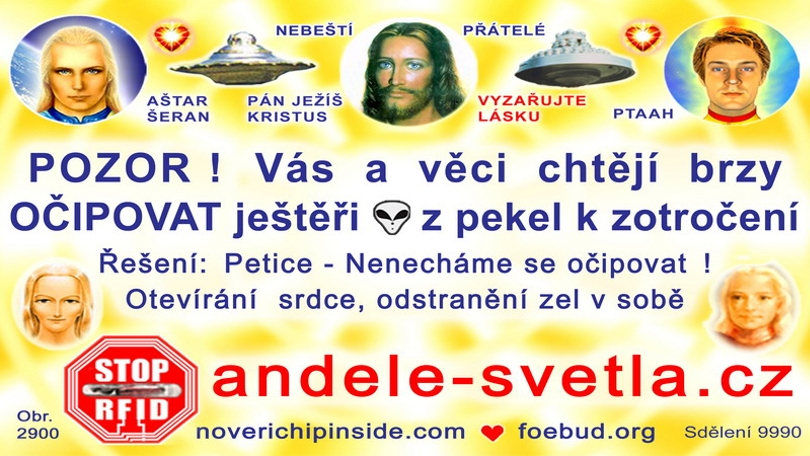 NEBEŠTÍ PŘÁTELÉ
AŠTAR ŠERAN
PÁN JEŽÍŠ KRISTUS
VYZAŘUJTE LÁSKU
PTAAH
POZOR ! Vás a věci chtějí brzy
OČIPOVAT ještěři z pekel k zotročení
Řešení: Petice - Nenecháme se očipovat !
Otevírání srdce, odstranění zel v sobě
STOP
RFID
andele-svetla.cz
Obr.
2900
noverichipinside.com foebud.org
Sdělení 9990